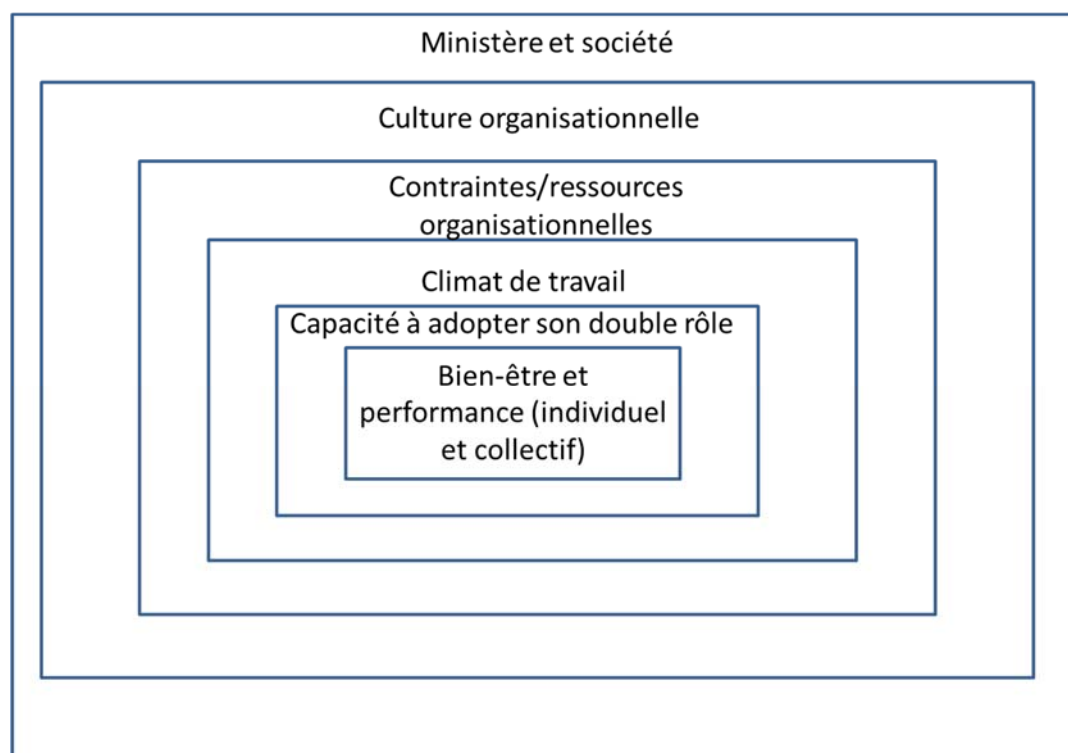 Ministère et société
Culture organisationnelle
Contraintes/ressources
organisationnelles
Climat de travail
Capacité à adopter son double rôle
Bien-être et
performance (individuel
et collectif)